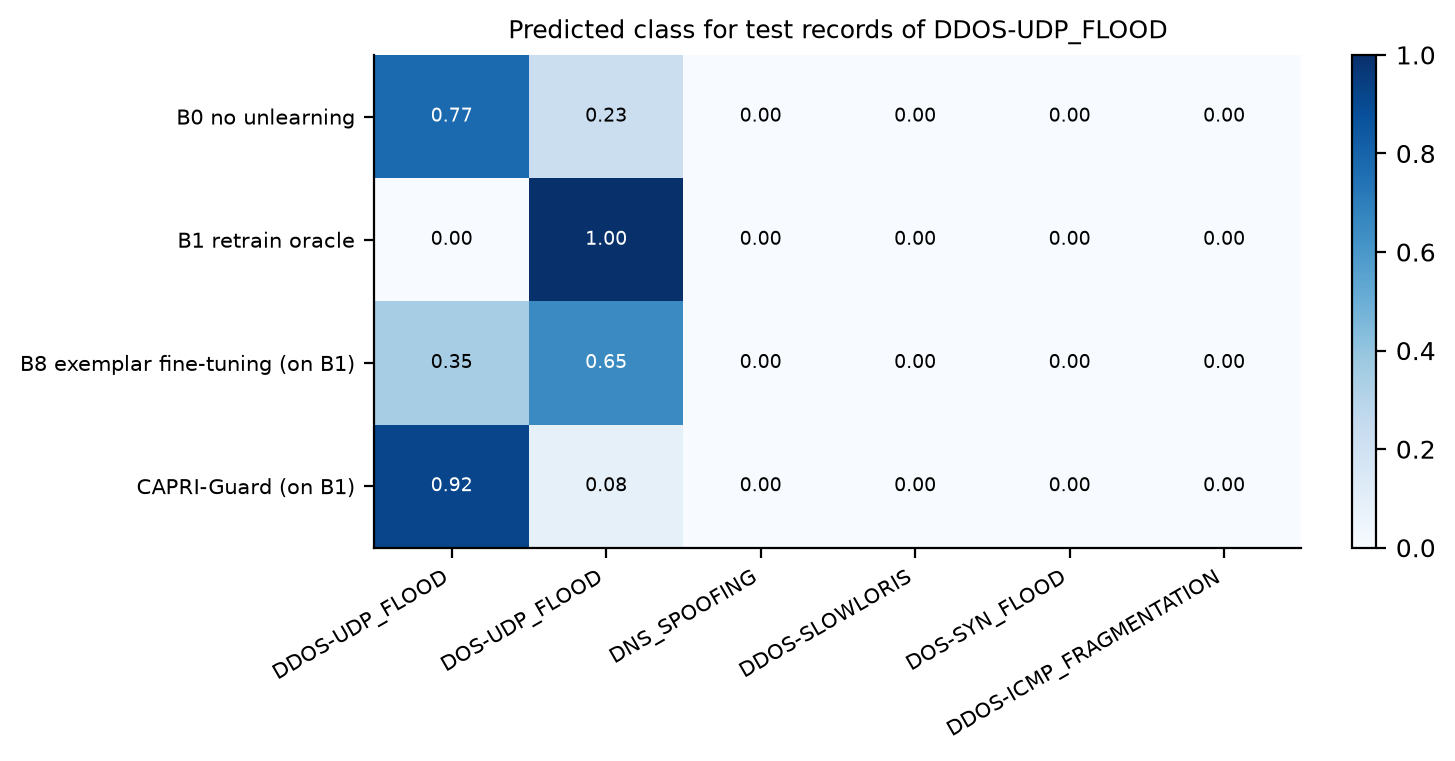 Predicted class for test records of DDOS-UDP_FLOOD
B0 no unlearning 0.77 0.23 0.00 0.00 0.00 0.00
B1 retrain oracle 0.00 1.00 0.00 0.00 0.00 0.00
B8 exemplar fine-tuning (on B1) 0.35 0.65 0.00 0.00 0.00 0.00
CAPRI-Guard (on B1) 0.92 0.08 0.00 0.00 0.00 0.00
DDOS-UDP_FLOOD
DOS-UDP_FLOOD
DNS_SPOOFING
DDOS-SLOWLORIS
DOS-SYN_FLOOD
DDOS-ICMP_FRAGMENTATION
1.0
0.8
0.6
0.4
0.2
0.0